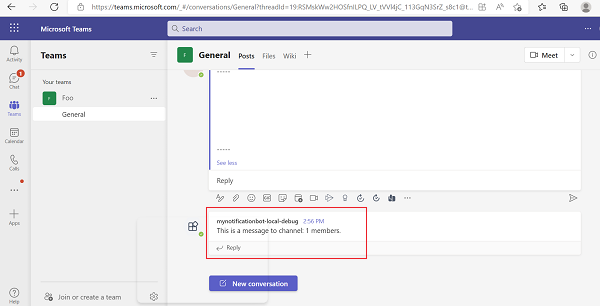 https://teams.microsoft.com/_#/conversations/General?threadId=19:RSMskWw2HOSfnILPQ_LV_tVVl4jC_113GqN3SrZ_s8c1@t...
Microsoft Teams
Search
Activity
Chat
1
Teams
Calendar
Calls
Apps
Help
Teams
Your teams
F
Foo
General
Join or create a team
F
General
Posts
Files
Wiki
Meet
-----
-----
See less
Reply
GIF
mynotificationbot-local-debug 2:56 PM
This is a message to channel: 1 members.
Reply
New conversation